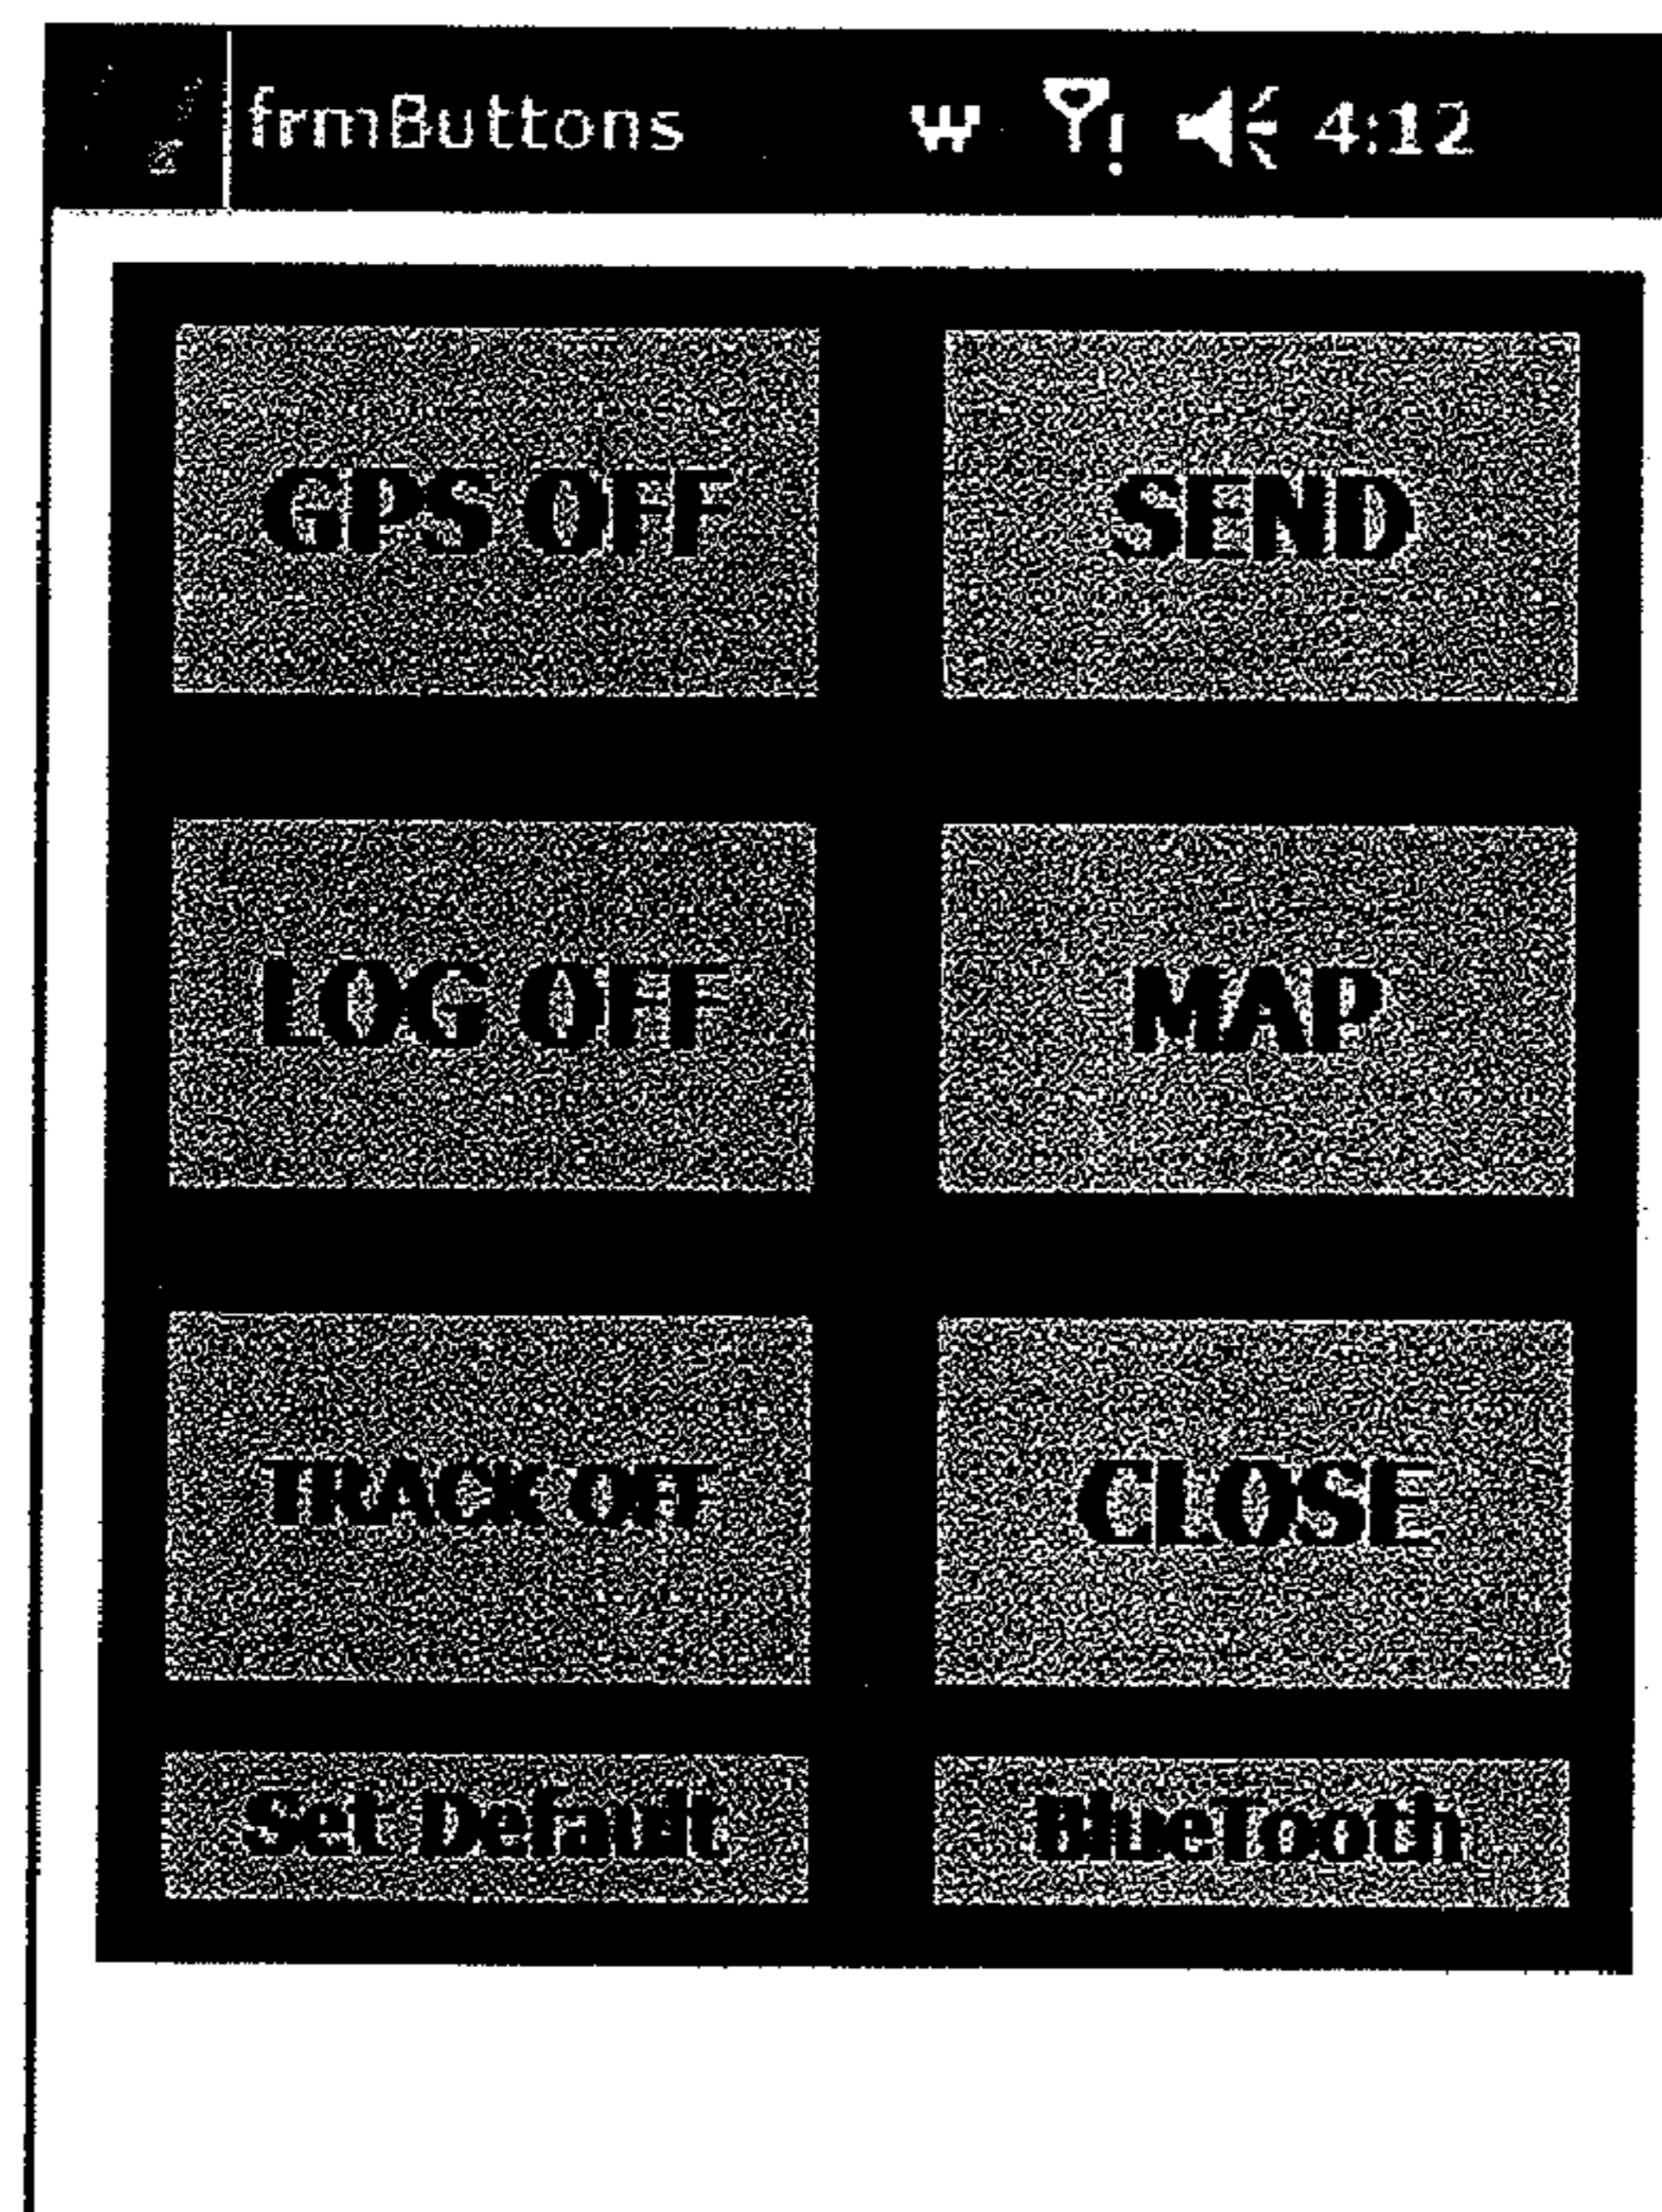 frmButtons 4:12
GPS OFF SEND
LOG OFF MAP
TRACK OFF CLOSE
Set Default BlueTooth